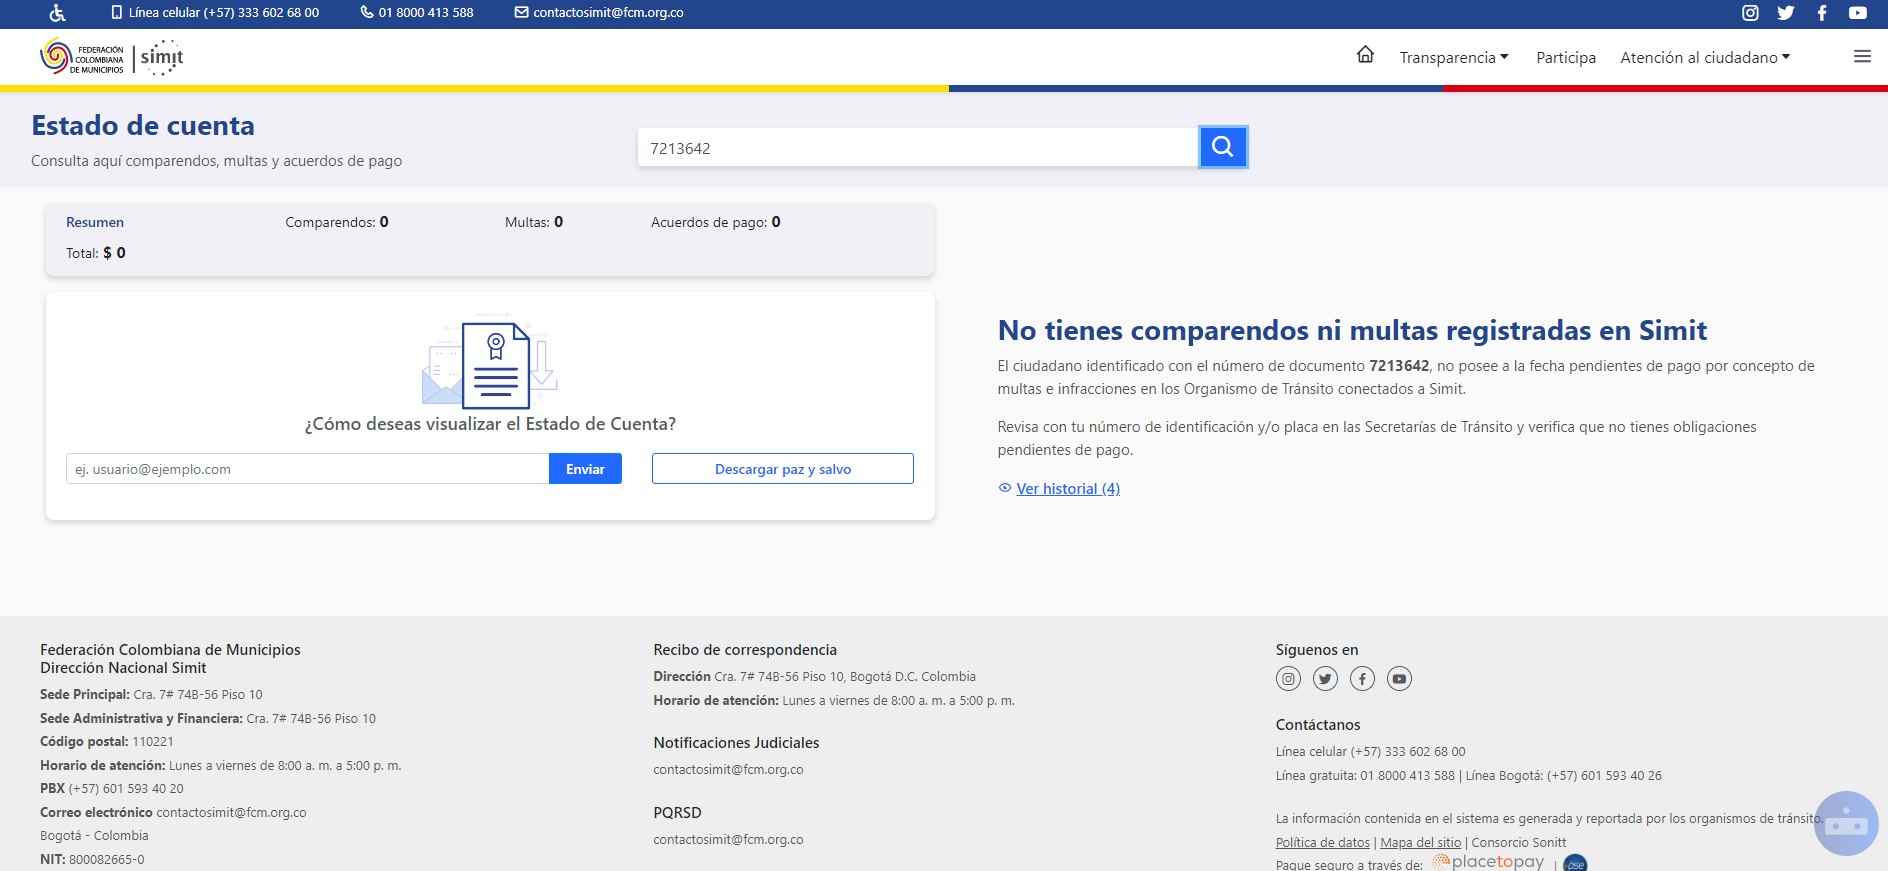 Línea celular (+57) 333 602 68 00
01 8000 413 588
contactosimit@fcm.org.co
FEDERACIÓN
COLOMBIANA
DE MUNICIPIOS
simit
Transparencia
Participa
Atención al ciudadano
Estado de cuenta
Consulta aquí comparendos, multas y acuerdos de pago
7213642
Resumen
Comparendos: 0
Multas: 0
Acuerdos de pago: 0
Total: $ 0
¿Cómo deseas visualizar el Estado de Cuenta?
ej. usuario@ejemplo.com
Enviar
Descargar paz y salvo
No tienes comparendos ni multas registradas en Simit
El ciudadano identificado con el número de documento 7213642, no posee a la fecha pendientes de pago por concepto de
multas e infracciones en los Organismo de Tránsito conectados a Simit.
Revisa con tu número de identificación y/o placa en las Secretarías de Tránsito y verifica que no tienes obligaciones
pendientes de pago.
Ver historial (4)
Federación Colombiana de Municipios
Dirección Nacional Simit
Sede Principal: Cra. 7# 74B-56 Piso 10
Sede Administrativa y Financiera: Cra. 7# 74B-56 Piso 10
Código postal: 110221
Horario de atención: Lunes a viernes de 8:00 a. m. a 5:00 p. m.
PBX (+57) 601 593 40 20
Correo electrónico contactosimit@fcm.org.co
Bogotá - Colombia
NIT: 800082665-0
Recibo de correspondencia
Dirección Cra. 7# 74B-56 Piso 10, Bogotá D.C. Colombia
Horario de atención: Lunes a viernes de 8:00 a. m. a 5:00 p. m.
Notificaciones Judiciales
contactosimit@fcm.org.co
PQRSD
contactosimit@fcm.org.co
Síguenos en
Contáctanos
Línea celular (+57) 333 602 68 00
Línea gratuita: 01 8000 413 588 | Línea Bogotá: (+57) 601 593 40 26
La información contenida en el sistema es generada y reportada por los organismos de tránsito.
Política de datos | Mapa del sitio | Consorcio Sonitt
Pague seguro a través de: placetopay | pse